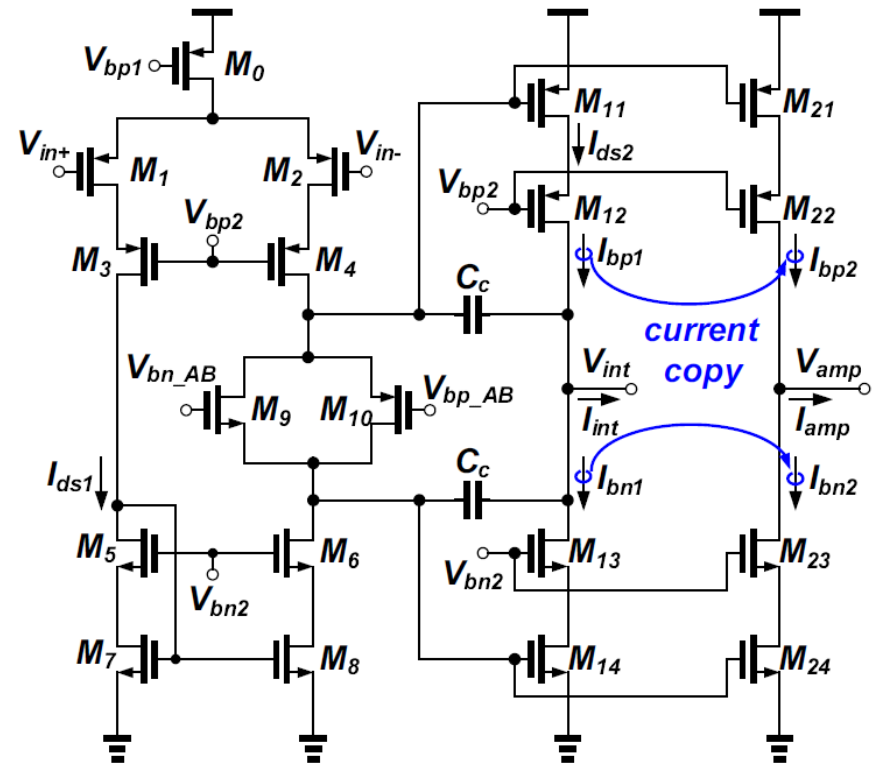 V_bp1
M_0
M_11
M_21
V_in+
M_1
M_2
V_in-
I_ds2
V_bp2
M_12
M_22
V_bp2
M_3
M_4
I_bp1
I_bp2
C_c
current
copy
V_int
V_amp
V_bn_AB
M_9
M_10
V_bp_AB
I_int
I_amp
C_c
I_ds1
I_bn1
I_bn2
M_5
M_6
V_bn2
M_13
M_23
V_bn2
M_7
M_8
M_14
M_24